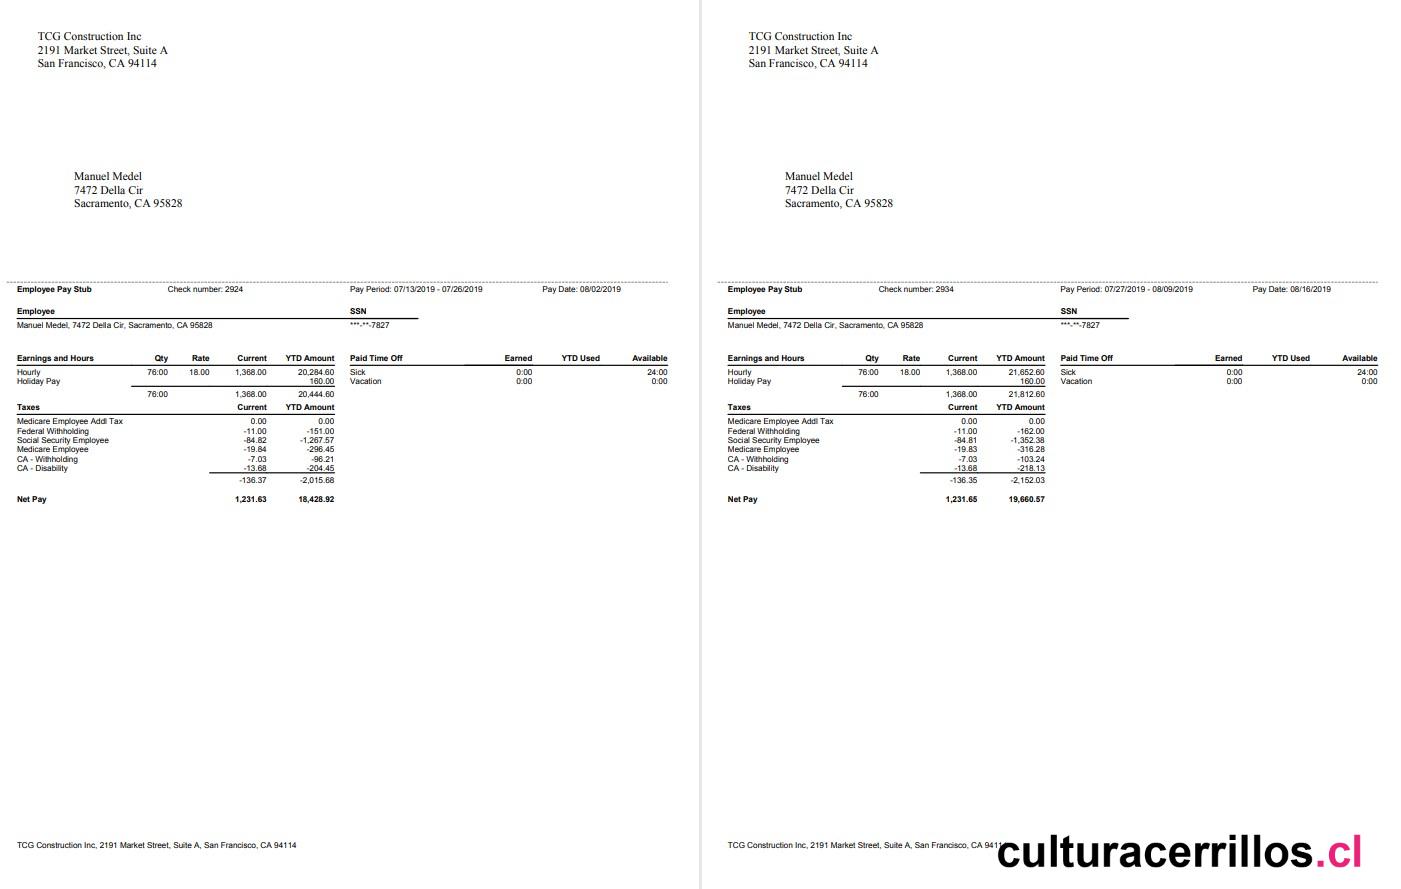 TCG Construction Inc
2191 Market Street, Suite A
San Francisco, CA 94114
Manuel Medel
7472 Della Cir
Sacramento, CA 95828
Employee Pay Stub Check number: 2924 Pay Period: 07/13/2019 - 07/26/2019 Pay Date: 08/02/2019
Employee SSN
Manuel Medel, 7472 Della Cir, Sacramento, CA 95828 ***-**-7827
Earnings and Hours Qty Rate Current YTD Amount Paid Time Off Earned YTD Used Available
Hourly 76:00 18.00 1,368.00 20,284.60 Sick 0:00 24:00
Holiday Pay 160.00 Vacation 0:00 0:00
76:00 1,368.00 20,444.60
Taxes Current YTD Amount
Medicare Employee Addl Tax 0.00 0.00
Federal Withholding -11.00 -151.00
Social Security Employee -84.82 -1,267.57
Medicare Employee -19.84 -296.45
CA - Withholding -7.03 -96.21
CA - Disability -13.68 -204.45
-136.37 -2,015.68
Net Pay 1,231.63 18,428.92
TCG Construction Inc, 2191 Market Street, Suite A, San Francisco, CA 94114
TCG Construction Inc
2191 Market Street, Suite A
San Francisco, CA 94114
Manuel Medel
7472 Della Cir
Sacramento, CA 95828
Employee Pay Stub Check number: 2934 Pay Period: 07/27/2019 - 08/09/2019 Pay Date: 08/16/2019
Employee SSN
Manuel Medel, 7472 Della Cir, Sacramento, CA 95828 ***-**-7827
Earnings and Hours Qty Rate Current YTD Amount Paid Time Off Earned YTD Used Available
Hourly 76:00 18.00 1,368.00 21,652.60 Sick 0:00 24:00
Holiday Pay 160.00 Vacation 0:00 0:00
76:00 1,368.00 21,812.60
Taxes Current YTD Amount
Medicare Employee Addl Tax 0.00 0.00
Federal Withholding -11.00 -162.00
Social Security Employee -84.81 -1,352.38
Medicare Employee -19.83 -316.28
CA - Withholding -7.03 -103.24
CA - Disability -13.68 -218.13
-136.35 -2,152.03
Net Pay 1,231.65 19,660.57
TCG Construction Inc, 2191 Market Street, Suite A, San Francisco, CA
culturacerrillos.cl